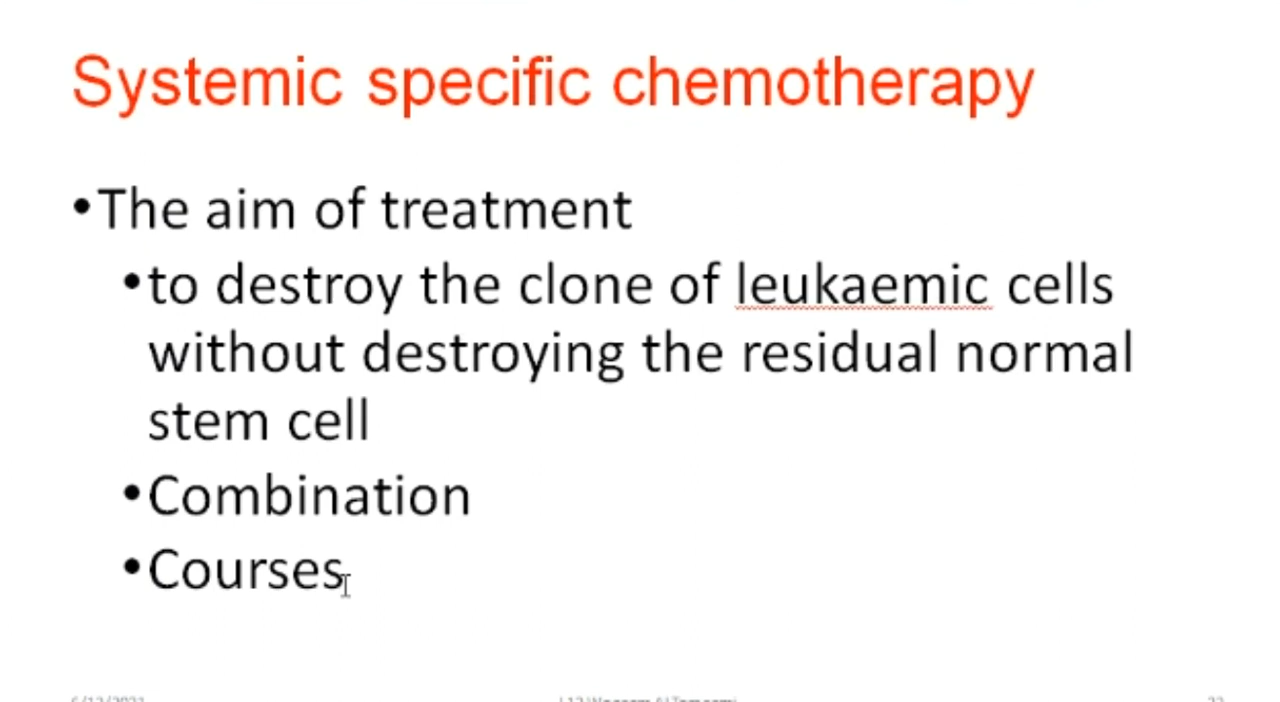 Systemic specific chemotherapy
•The aim of treatment
•to destroy the clone of leukaemic cells
without destroying the residual normal
stem cell
•Combination
•Courses